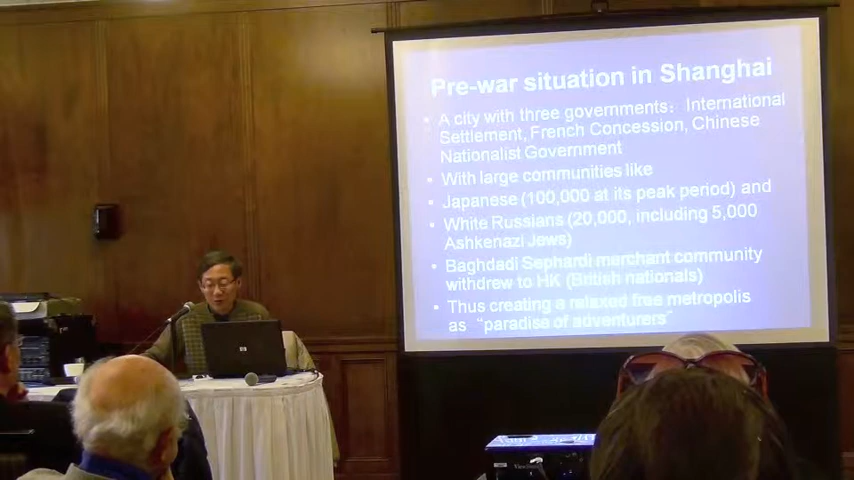 Pre-war situation in Shanghai
• A city with three governments： International
Settlement, French Concession, Chinese
Nationalist Government
• With large communities like
• Japanese (100,000 at its peak period) and
• White Russians (20,000, including 5,000
Ashkenazi Jews)
• Baghdadi Sephardi merchant community
withdrew to HK (British nationals)
• Thus creating a relaxed free metropolis
as “paradise of adventurers”
ViewSonic